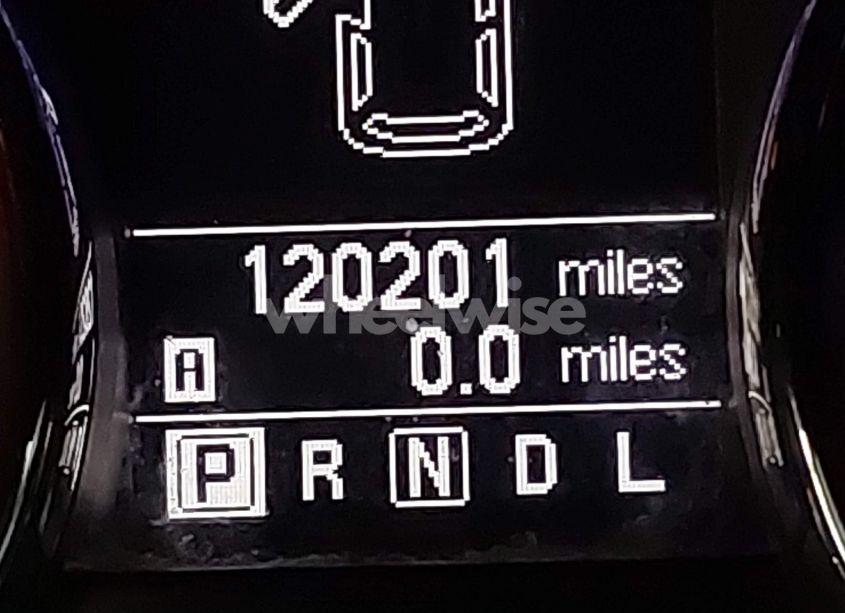 120201 miles
wheelwise
A 0.0 miles
P R N D L